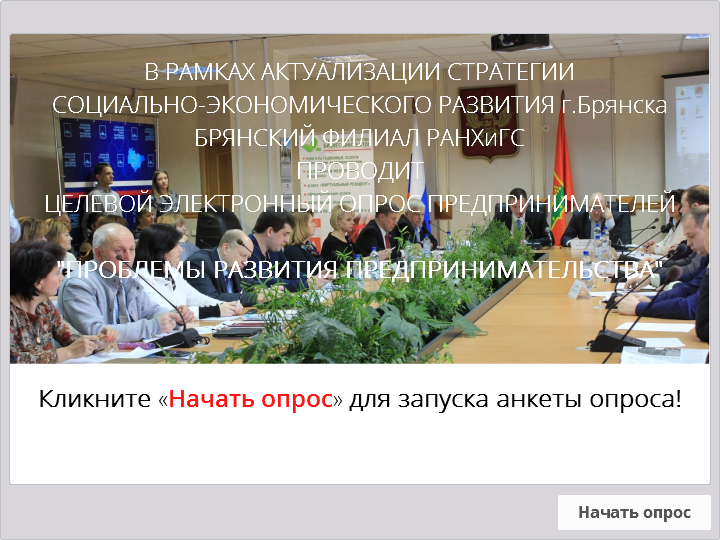 В РАМКАХ АКТУАЛИЗАЦИИ СТРАТЕГИИ
СОЦИАЛЬНО-ЭКОНОМИЧЕСКОГО РАЗВИТИЯ г.Брянска
БРЯНСКИЙ ФИЛИАЛ РАНХиГС
ПРОВОДИТ
ЦЕЛЕВОЙ ЭЛЕКТРОННЫЙ ОПРОС ПРЕДПРИНИМАТЕЛЕЙ
"ПРОБЛЕМЫ РАЗВИТИЯ ПРЕДПРИНИМАТЕЛЬСТВА"
Кликните «Начать опрос» для запуска анкеты опроса!
Начать опрос